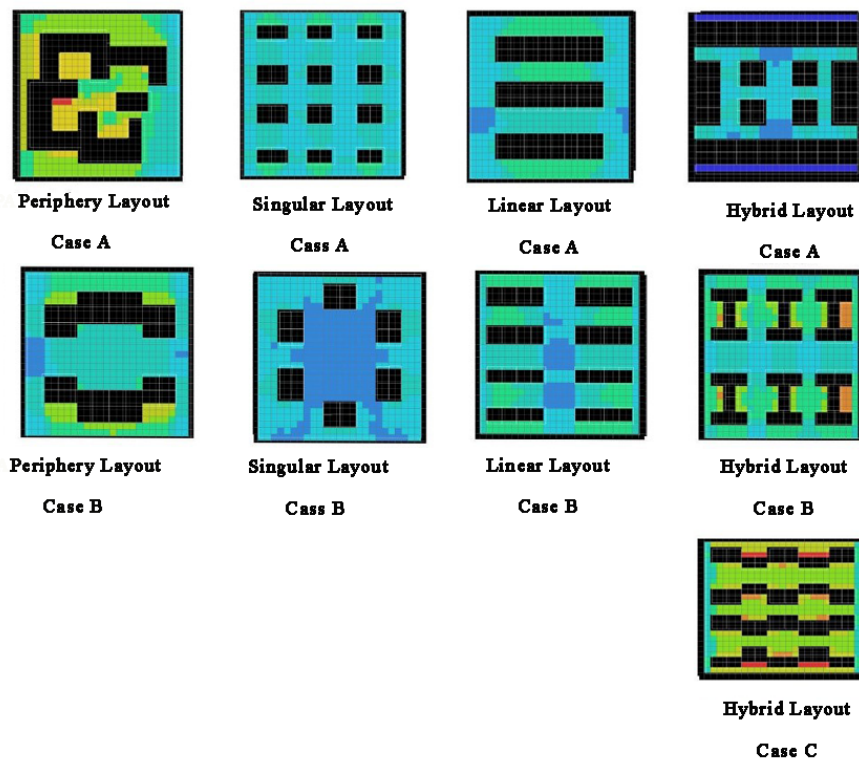 Periphery Layout
Case A
Singular Layout
Cass A
Linear Layout
Case A
Hybrid Layout
Case A
Periphery Layout
Case B
Singular Layout
Cass B
Linear Layout
Case B
Hybrid Layout
Case B
Hybrid Layout
Case C